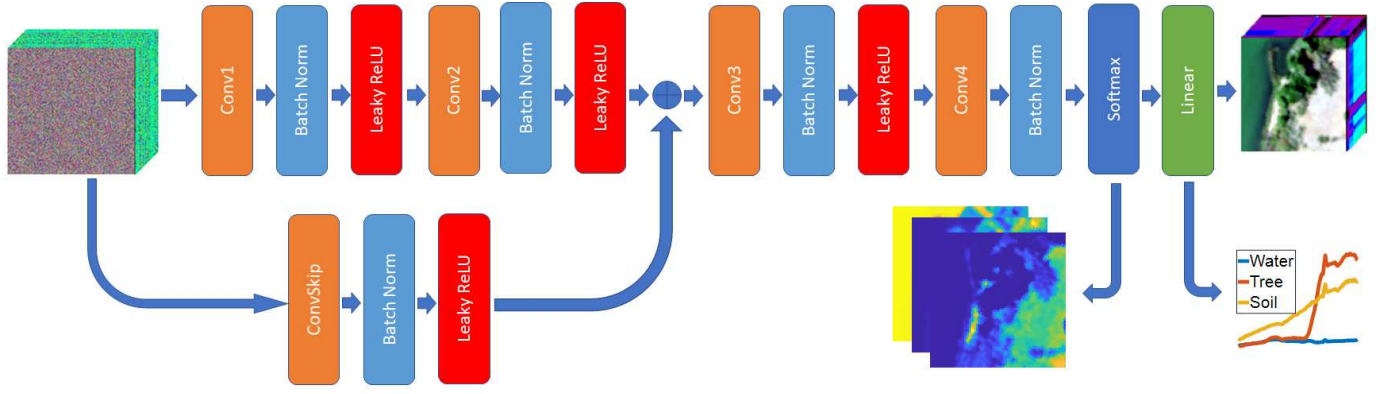 Conv1
Batch Norm
Leaky ReLU
Conv2
Batch Norm
Leaky ReLU
Conv3
Batch Norm
Leaky ReLU
Conv4
Batch Norm
Softmax
Linear
ConvSkip
Batch Norm
Leaky ReLU
Water
Tree
Soil